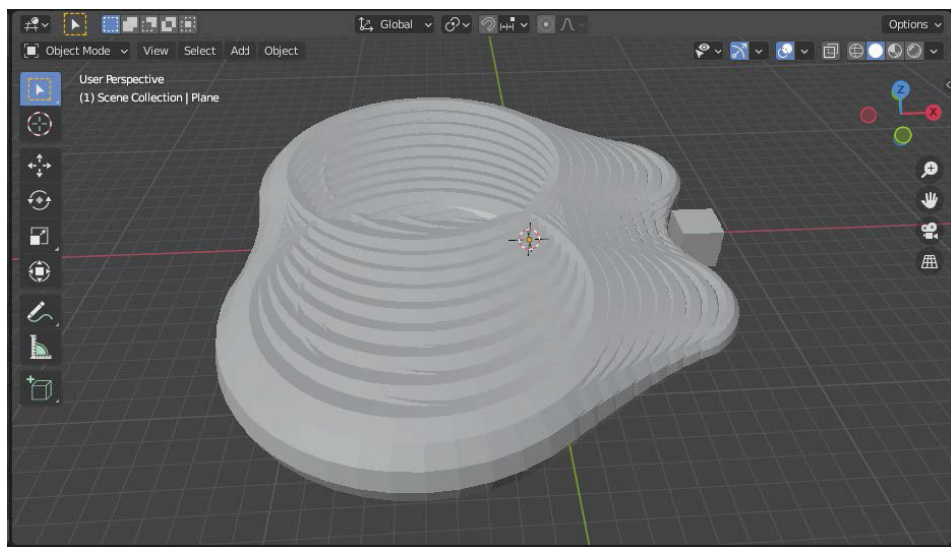 Global
Options
Object Mode
View
Select
Add
Object
User Perspective
(1) Scene Collection | Plane
Z
X